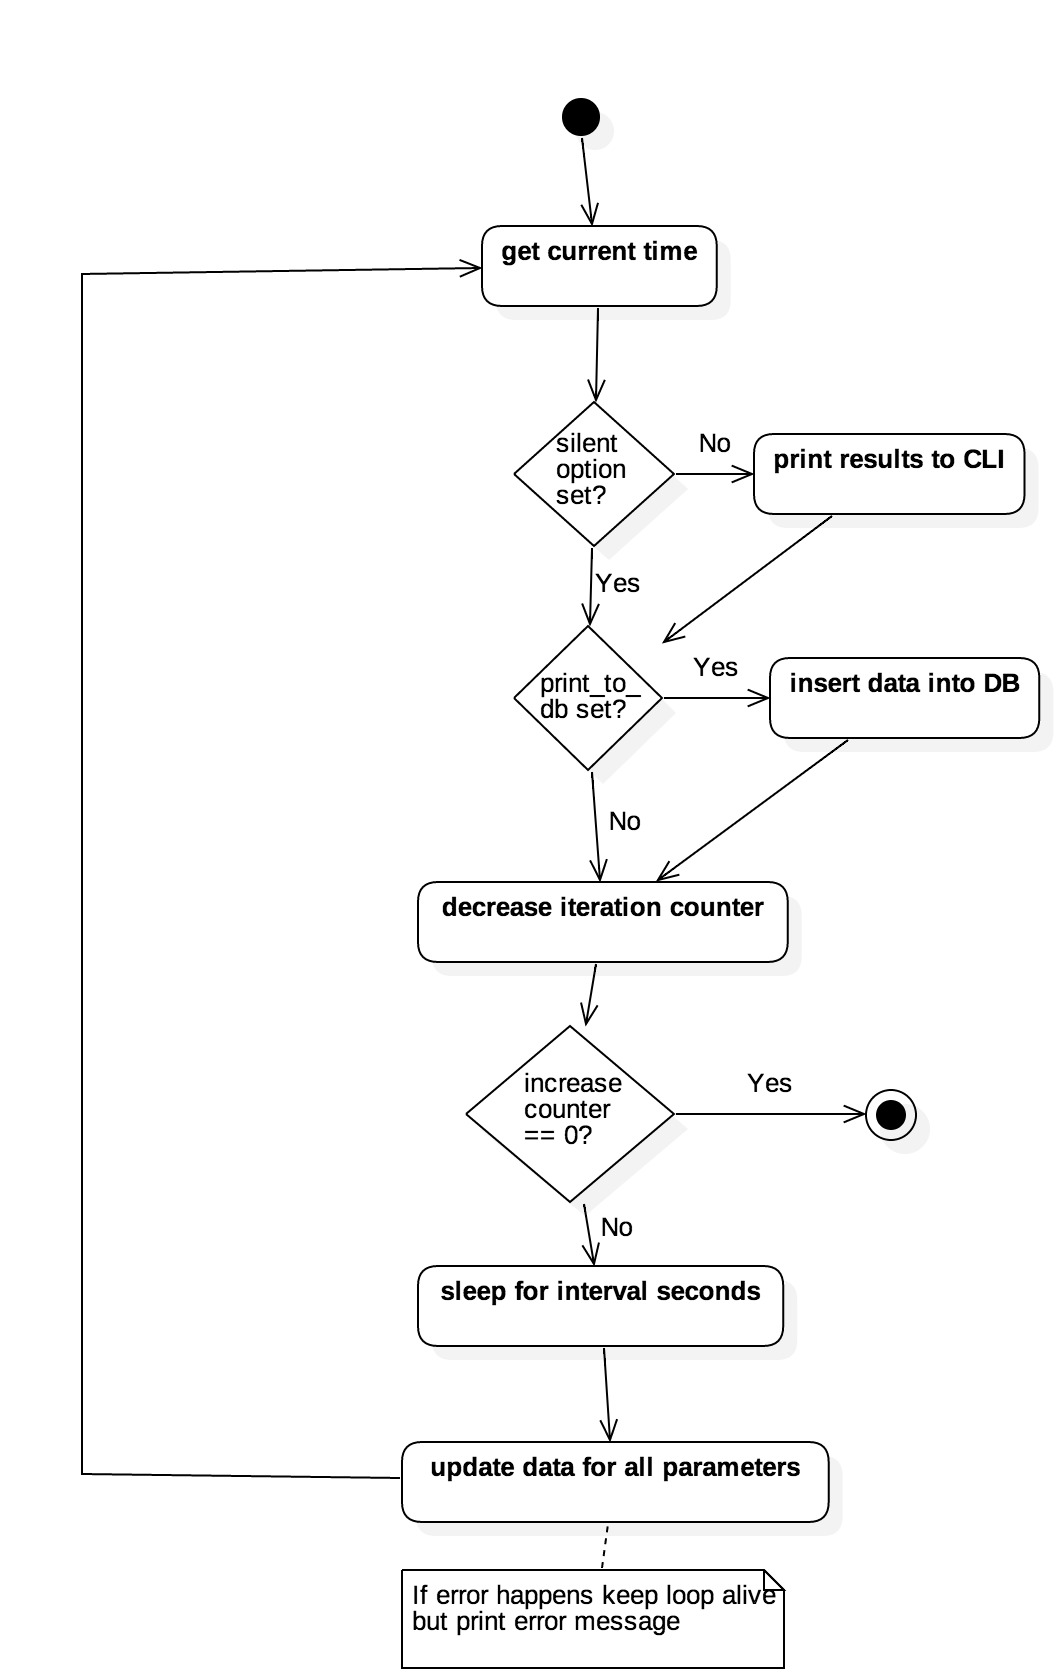 get current time
silent
option
set?
No
print results to CLI
Yes
print_to_
db set?
Yes
insert data into DB
No
decrease iteration counter
increase
counter
== 0?
Yes
No
sleep for interval seconds
update data for all parameters
If error happens keep loop alive
but print error message